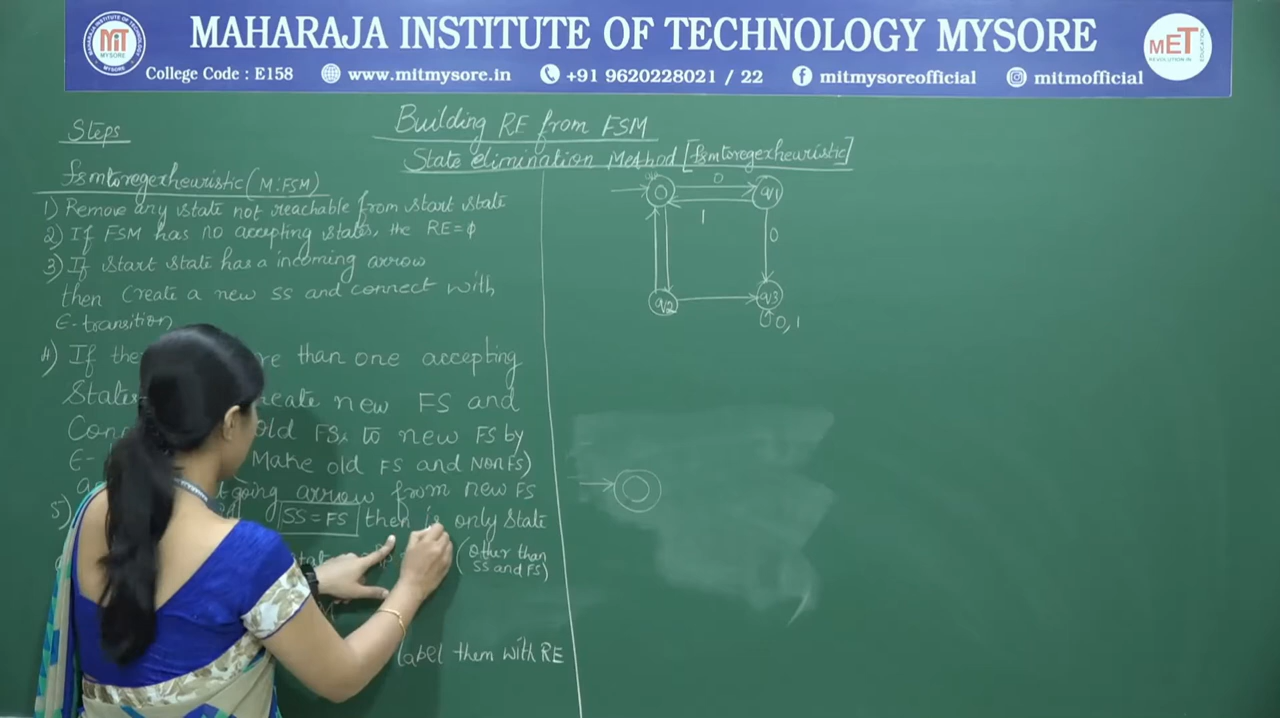 MAHARAJA INSTITUTE OF TECHNOLOGY MYSORE
MIT
MYSORE
College Code : E158 www.mitmysore.in +91 9620228021 / 22 mitmysoreofficial mitmofficial
MET
Building RE from FSM
State elimination Method [fsmtoregexheuristic]
Steps
fsmtoregexheuristic (M:FSM)
1) Remove any state not reachable from start state
2) If FSM has no accepting states, the RE=ϕ
3) If start state has a incoming arrow
then Create a new SS and connect with
ε-transition
4) If the re than one accepting
States reate new FS and
old FSs to new FS by
ε- Make old FS and NonFS)
going arrow from new FS
5) SS=FS then is only state
(Other than
SS and FS)
label them with RE
0
q1
1
0
q2
q3
0,1